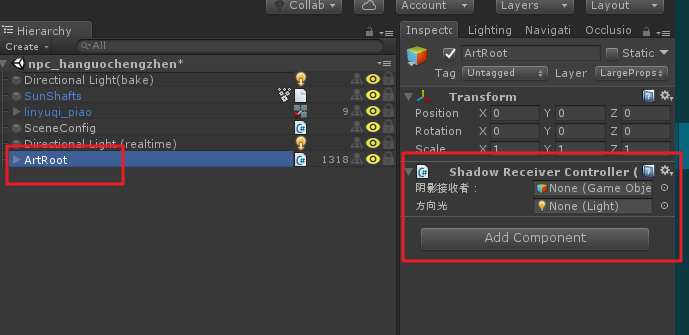 Collab
Account
Layers
Layout
Hierarchy
Create
All
npc_hanguochengzhen*
Directional Light(bake)
SunShafts
linyuqi_piao
9
SceneConfig
Directional Light (realtime)
ArtRoot
1318
Inspecto
Lighting
Navigati
Occlusio
ArtRoot
Static
Tag
Untagged
Layer
LargeProps
Transform
Position X 0 Y 0 Z 0
Rotation X 0 Y 0 Z 0
Scale X 1 Y 1 Z 1
Shadow Receiver Controller (
阴影接收者：
None (Game Obje
方向光
None (Light)
Add Component